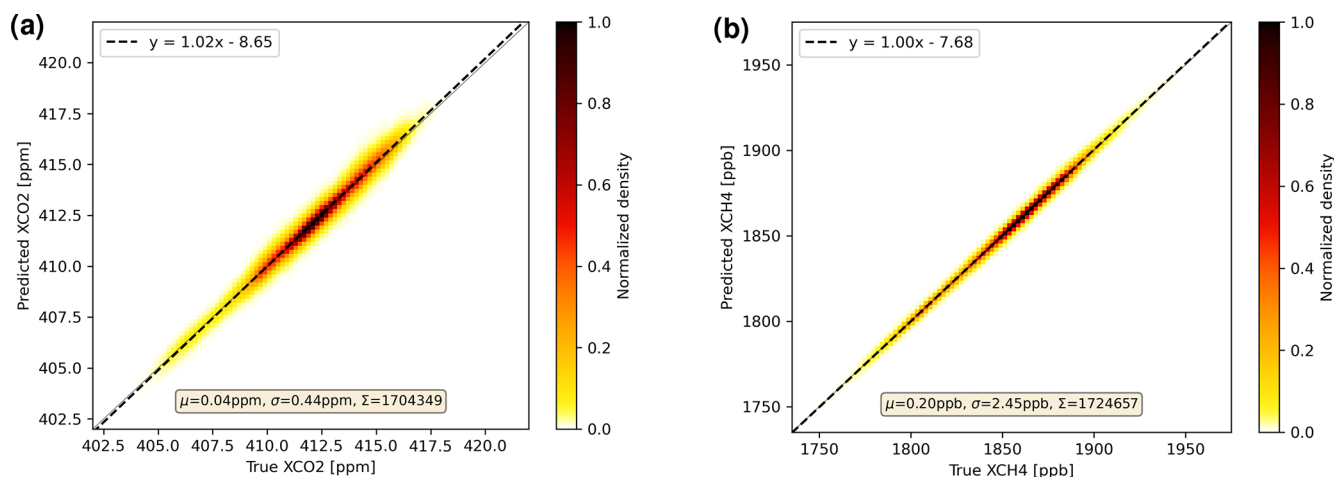 (a)
y = 1.02x - 8.65
420.0
417.5
415.0
412.5
410.0
407.5
405.0
402.5
Predicted XCO2 [ppm]
μ=0.04ppm, σ=0.44ppm, Σ=1704349
402.5 405.0 407.5 410.0 412.5 415.0 417.5 420.0
True XCO2 [ppm]
1.0
0.8
0.6
0.4
0.2
0.0
Normalized density
(b)
y = 1.00x - 7.68
1950
1900
1850
1800
1750
Predicted XCH4 [ppb]
μ=0.20ppb, σ=2.45ppb, Σ=1724657
1750 1800 1850 1900 1950
True XCH4 [ppb]
1.0
0.8
0.6
0.4
0.2
0.0
Normalized density